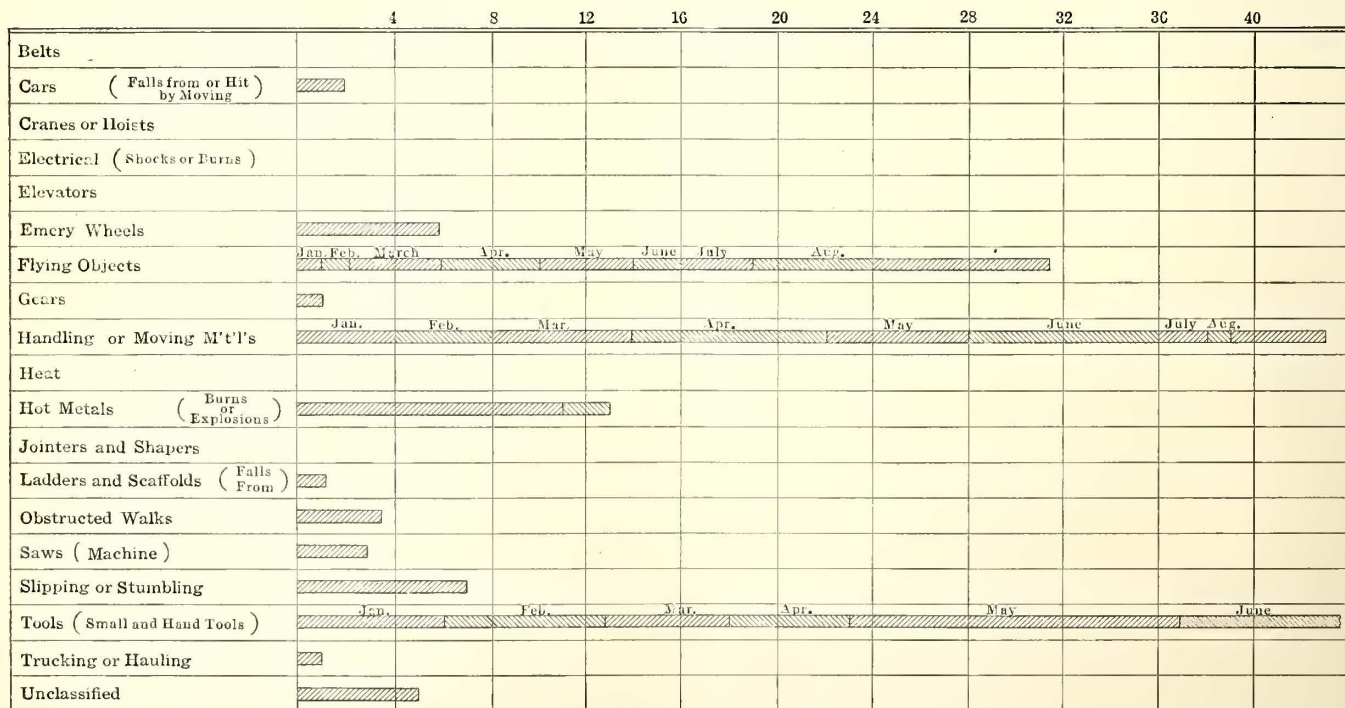 4 8 12 16 20 24 28 32 36 40
Belts
Cars ( Falls from or Hit
by Moving )
Cranes or Hoists
Electrical ( Shocks or Burns )
Elevators
Emery Wheels
Jan. Feb. March Apr. May June July Aug.
Flying Objects
Gears
Jan. Feb. Mar. Apr. May June July Aug.
Handling or Moving M't'l's
Heat
Hot Metals ( Burns
or
Explosions )
Jointers and Shapers
Ladders and Scaffolds ( Falls
From )
Obstructed Walks
Saws ( Machine )
Slipping or Stumbling
Jan. Feb. Mar. Apr. May June
Tools ( Small and Hand Tools )
Trucking or Hauling
Unclassified